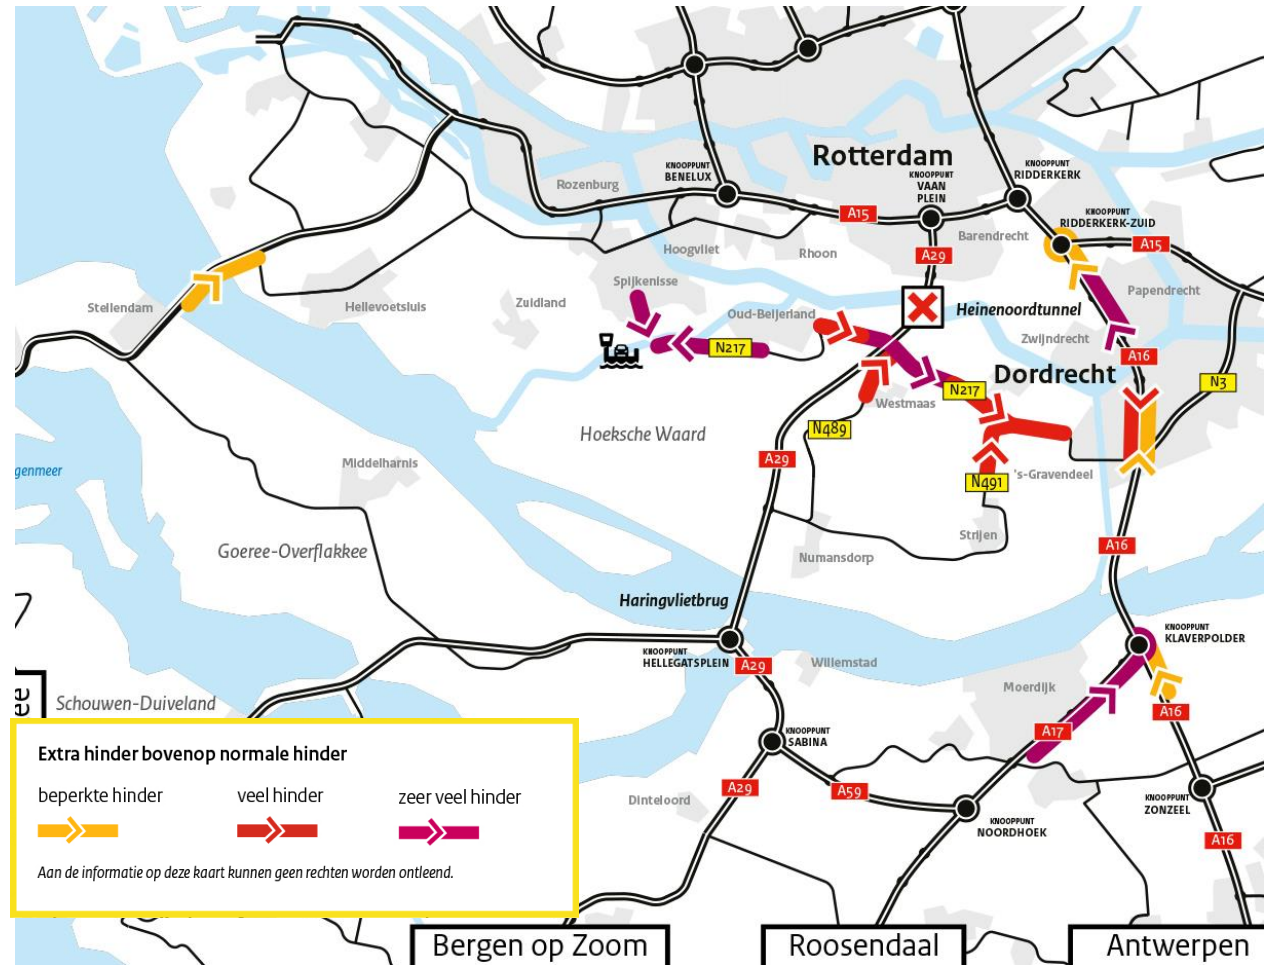 Rotterdam
KNOOPPUNT
BENELUX
KNOOPPUNT
VAAN
PLEIN
KNOOPPUNT
RIDDERKERK
Rozenburg
A15
KNOOPPUNT
RIDDERKERK-ZUID
Hoogvliet
Rhoon
A29
Barendrecht
A15
Spijkenisse
Papendrecht
Stellendam
Hellevoetsluis
Zuidland
Oud-Beijerland
Heinenoordtunnel
Zwijndrecht
N217
A16
Dordrecht
N3
N217
Westmaas
N489
Hoeksche Waard
A29
Middelharnis
genmeer
's-Gravendeel
N491
Strijen
Goeree-Overflakkee
Numansdorp
A16
Haringvlietbrug
KNOOPPUNT
KLAVERPOLDER
KNOOPPUNT
HELLEGATSPLEIN
A29
Willemstad
Moerdijk
ee
Schouwen-Duiveland
A16
A17
KNOOPPUNT
SABINA
A29
A59
Dinteloord
KNOOPPUNT
NOORDHOEK
KNOOPPUNT
ZONZEEL
A16
Extra hinder bovenop normale hinder
beperkte hinder
veel hinder
zeer veel hinder
Aan de informatie op deze kaart kunnen geen rechten worden ontleend.
Bergen op Zoom
Roosendaal
Antwerpen